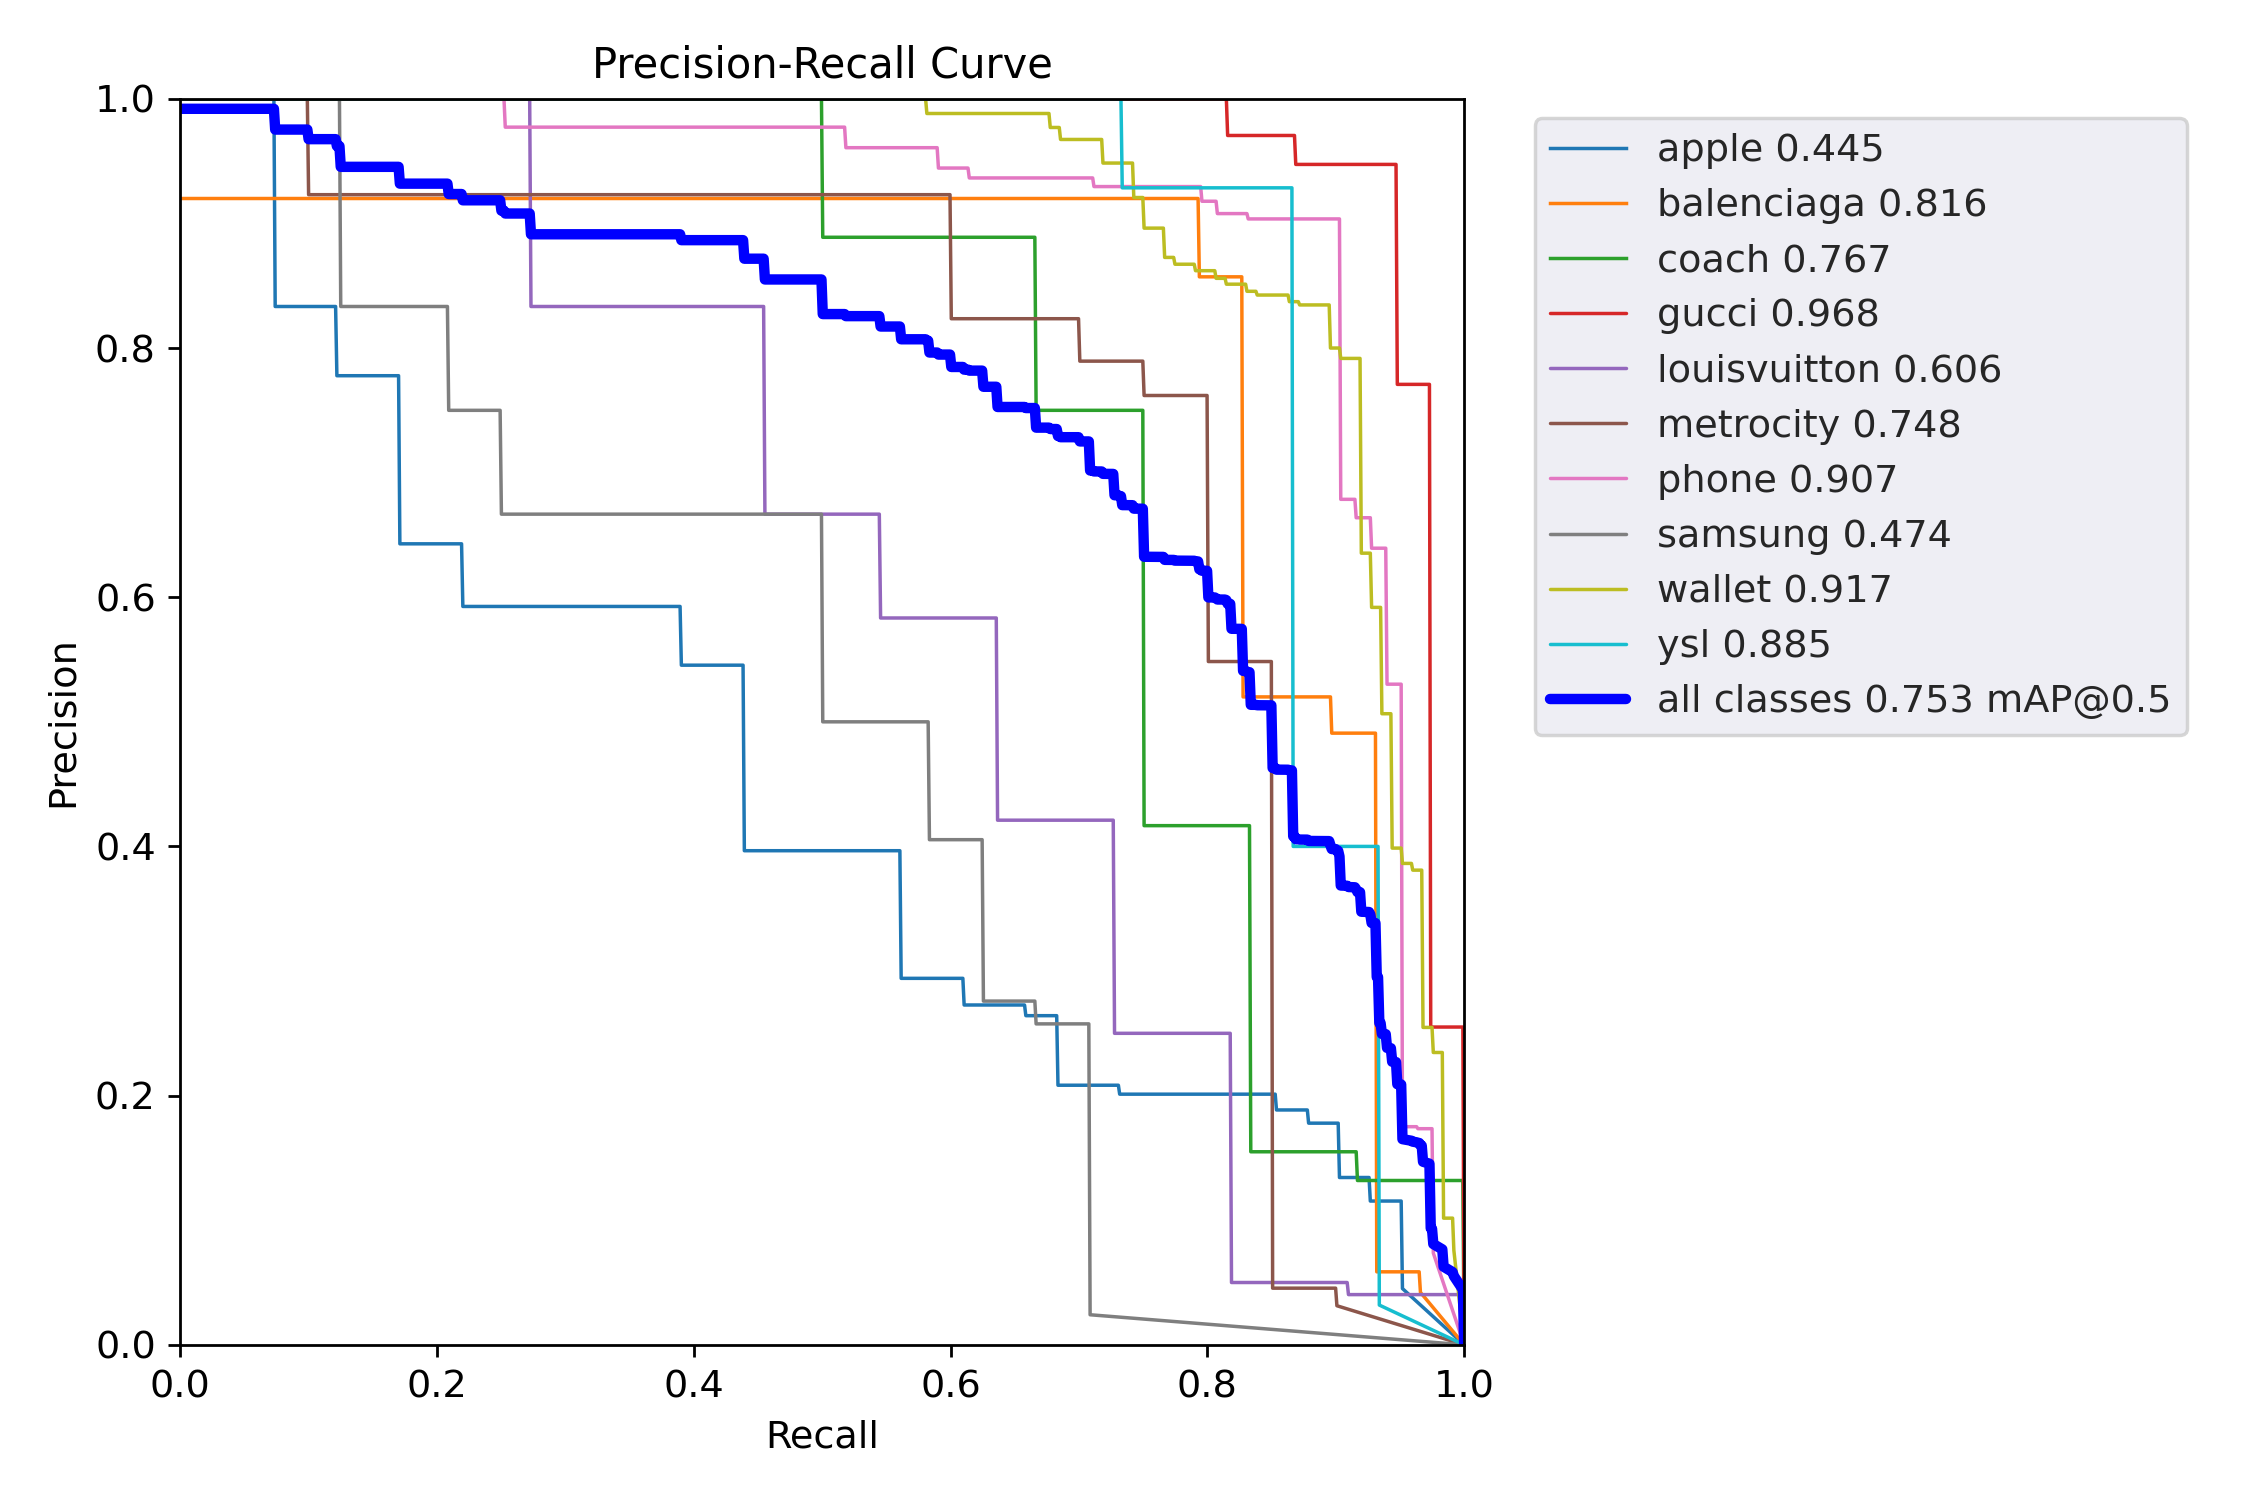 Precision-Recall Curve
1.0
0.8
0.6
0.4
0.2
0.0
Precision
0.0 0.2 0.4 0.6 0.8 1.0
Recall
apple 0.445
balenciaga 0.816
coach 0.767
gucci 0.968
louisvuitton 0.606
metrocity 0.748
phone 0.907
samsung 0.474
wallet 0.917
ysl 0.885
all classes 0.753 mAP@0.5